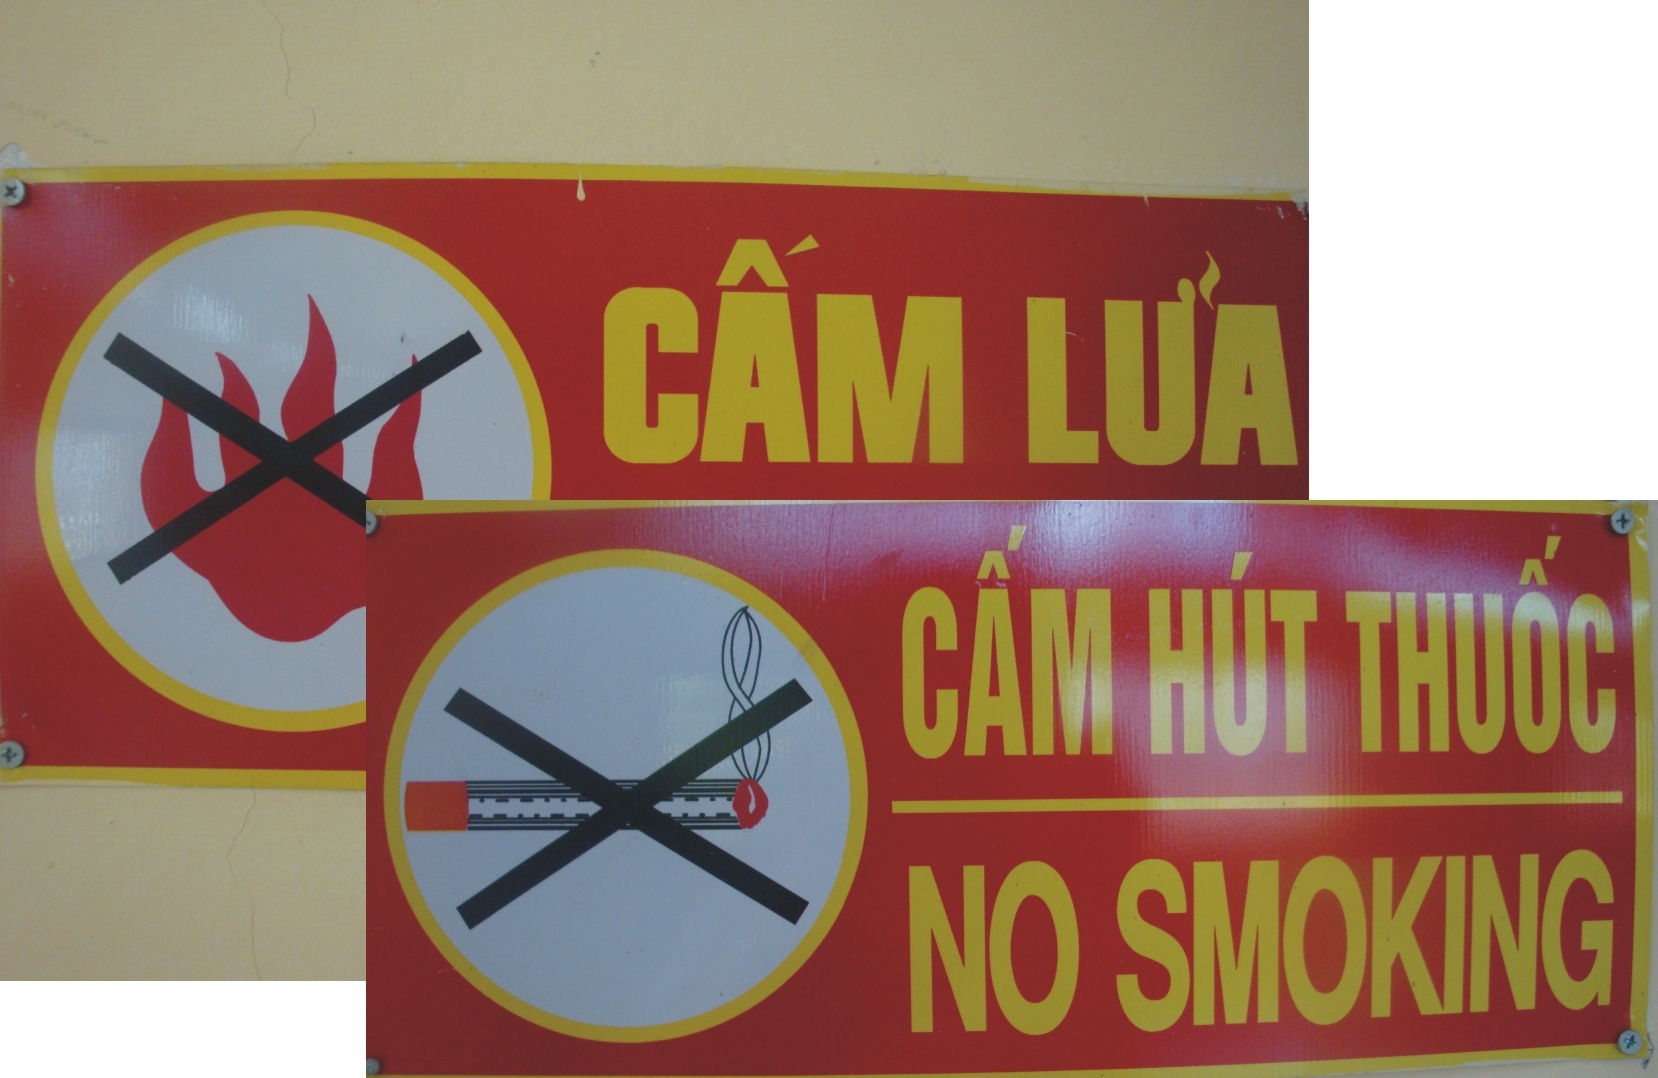 CẤM LỬA
CẤM HÚT THUỐC
NO SMOKING